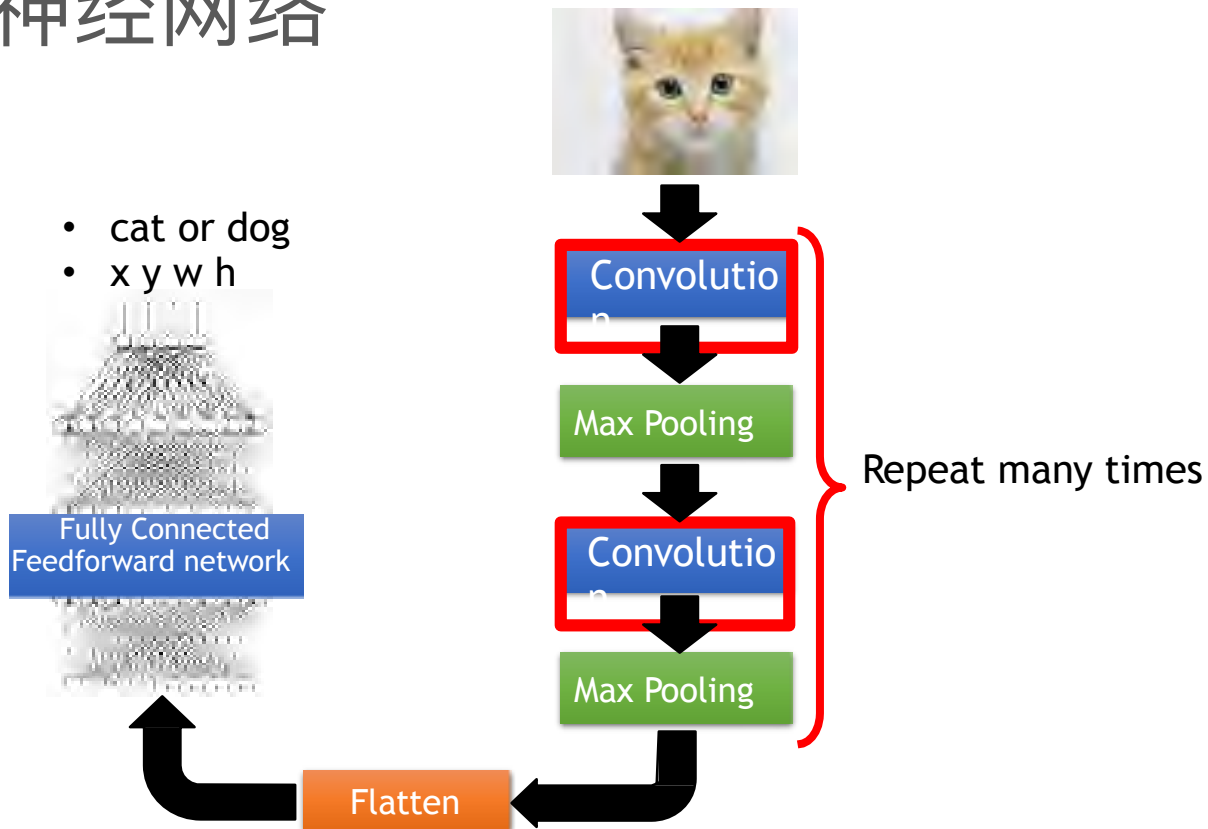 神经网络
• cat or dog
• x y w h
Convolutio
n
Max Pooling
Repeat many times
Convolutio
n
Max Pooling
Fully Connected
Feedforward network
Flatten